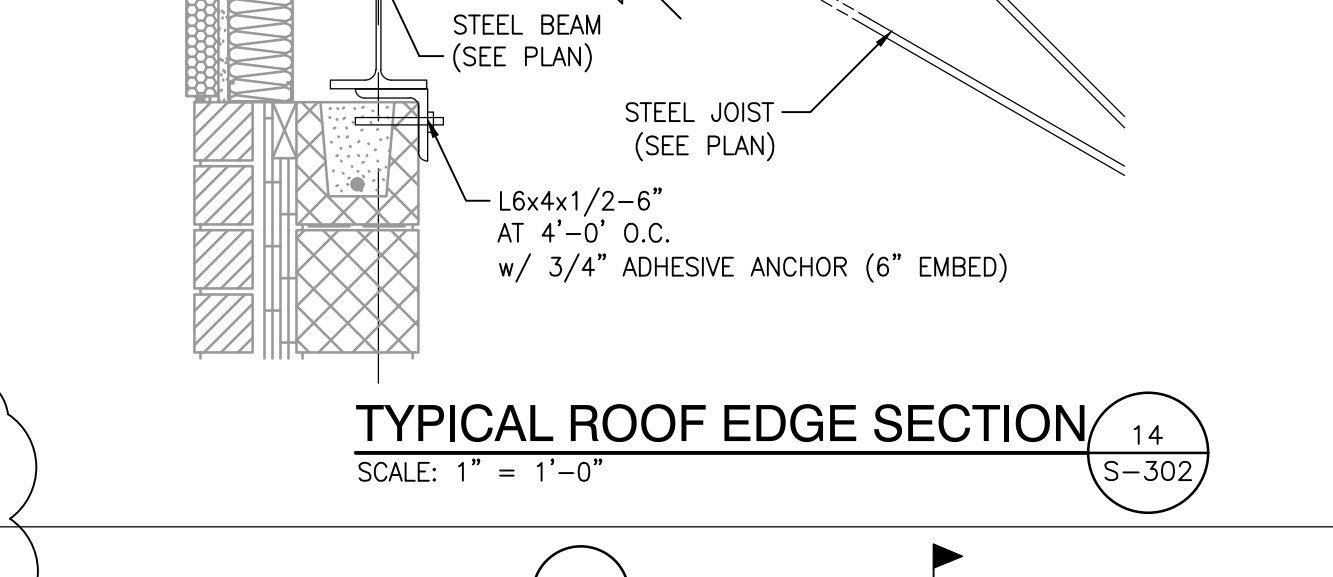 STEEL BEAM
(SEE PLAN)
STEEL JOIST
(SEE PLAN)
L6x4x1/2-6"
AT 4'-0' O.C.
w/ 3/4" ADHESIVE ANCHOR (6" EMBED)
TYPICAL ROOF EDGE SECTION
14
S-302
SCALE: 1" = 1'-0"